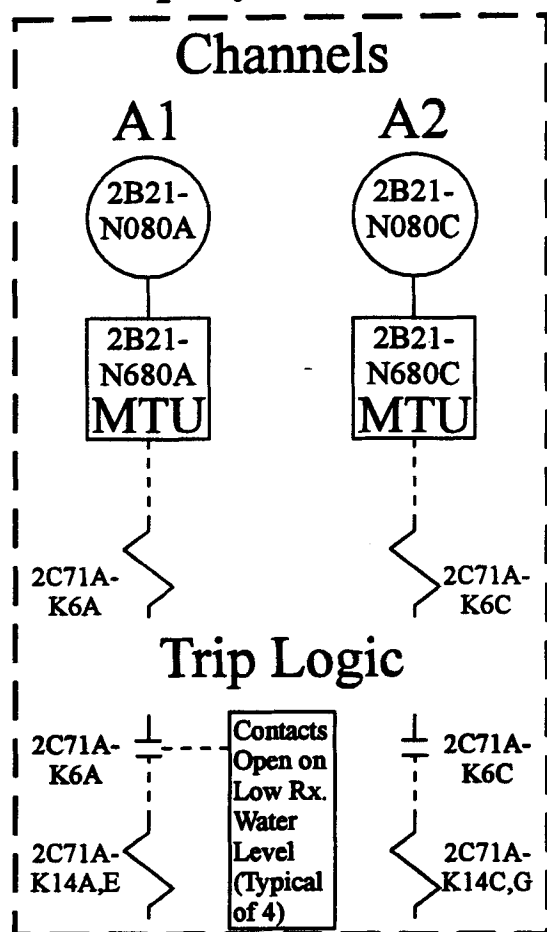 Channels
A1
A2
2B21-
N080A
2B21-
N080C
2B21-
N680A
MTU
2B21-
N680C
MTU
2C71A-
K6A
2C71A-
K6C
Trip Logic
2C71A-
K6A
Contacts
Open on
Low Rx.
Water
Level
(Typical
of 4)
2C71A-
K6C
2C71A-
K14A,E
2C71A-
K14C,G